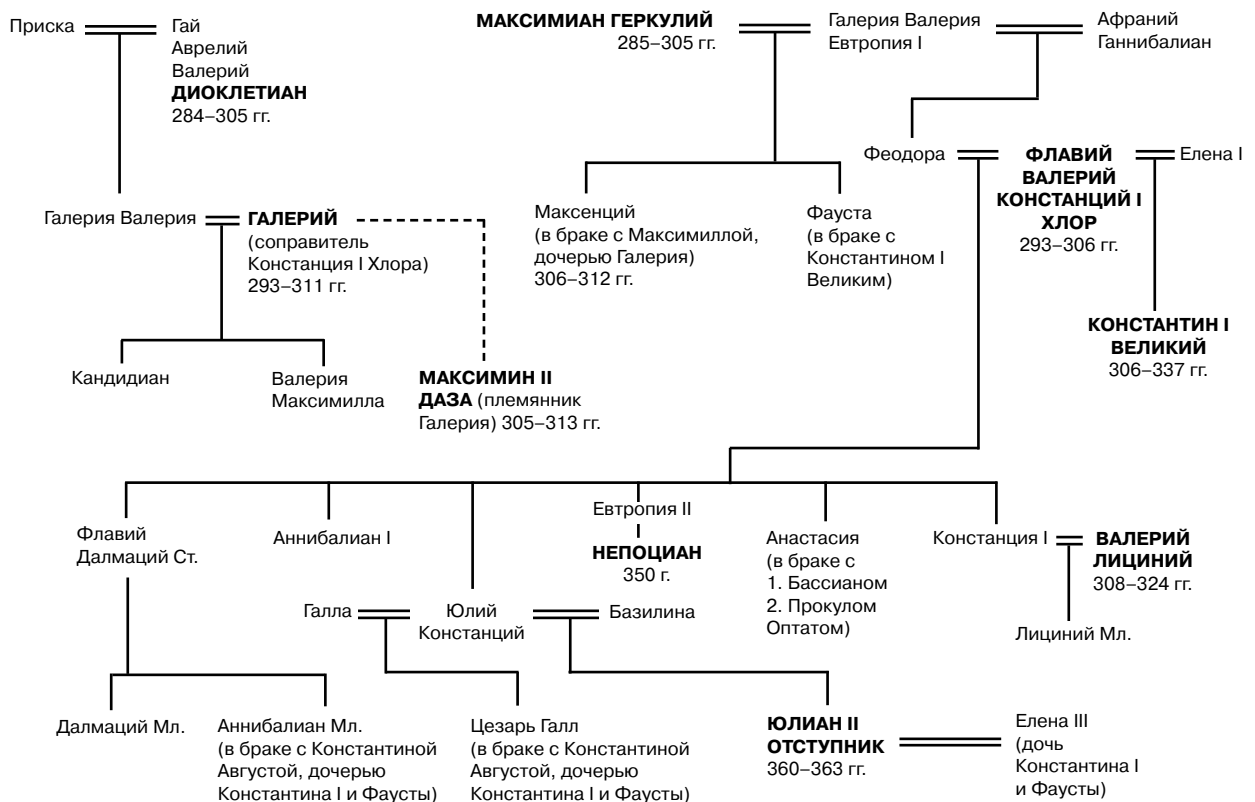 Приска
Гай
Аврелий
Валерий
ДИОКЛЕТИАН
284–305 гг.
МАКСИМИАН ГЕРКУЛИЙ
285–305 гг.
Галерия Валерия
Евтропия I
Афраний
Ганнибалиан
Феодора
ФЛАВИЙ
ВАЛЕРИЙ
КОНСТАНЦИЙ I
ХЛОР
293–306 гг.
Елена I
Галерия Валерия
ГАЛЕРИЙ
(соправитель
Констанция I Хлора)
293–311 гг.
Максенций
(в браке с Максимиллой,
дочерью Галерия)
306–312 гг.
Фауста
(в браке с
Константином I
Великим)
КОНСТАНТИН I
ВЕЛИКИЙ
306–337 гг.
Кандидиан
Валерия
Максимилла
МАКСИМИН II
ДАЗА (племянник
Галерия) 305–313 гг.
Флавий
Далмаций Ст.
Аннибалиан I
Евтропия II
НЕПОЦИАН
350 г.
Анастасия
(в браке с
1. Бассианом
2. Прокулом
Оптатом)
Констанция I
ВАЛЕРИЙ
ЛИЦИНИЙ
308–324 гг.
Галла
Юлий
Констанций
Базилина
Лициний Мл.
Далмаций Мл.
Аннибалиан Мл.
(в браке с Константиной
Августой, дочерью
Константина I и Фаусты)
Цезарь Галл
(в браке с Константиной
Августой, дочерью
Константина I и Фаусты)
ЮЛИАН II
ОТСТУПНИК
360–363 гг.
Елена III
(дочь
Константина I
и Фаусты)